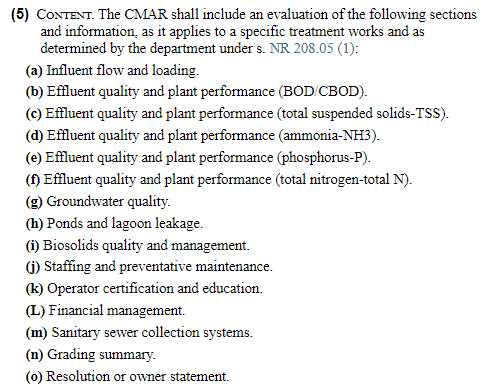 (5) CONTENT. The CMAR shall include an evaluation of the following sections
and information, as it applies to a specific treatment works and as
determined by the department under s. NR 208.05 (1):
(a) Influent flow and loading.
(b) Effluent quality and plant performance (BOD/CBOD).
(c) Effluent quality and plant performance (total suspended solids-TSS).
(d) Effluent quality and plant performance (ammonia-NH3).
(e) Effluent quality and plant performance (phosphorus-P).
(f) Effluent quality and plant performance (total nitrogen-total N).
(g) Groundwater quality.
(h) Ponds and lagoon leakage.
(i) Biosolids quality and management.
(j) Staffing and preventative maintenance.
(k) Operator certification and education.
(L) Financial management.
(m) Sanitary sewer collection systems.
(n) Grading summary.
(o) Resolution or owner statement.